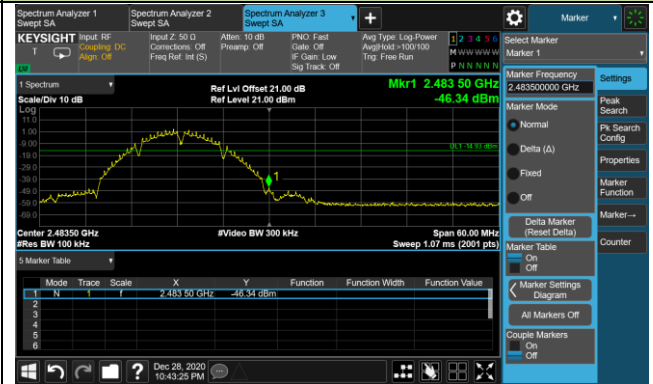 Spectrum Analyzer 1
Swept SA
Spectrum Analyzer 2
Swept SA
Spectrum Analyzer 3
Swept SA
Marker
KEYSIGHT
Input: RF
Coupling: DC
Align: Off
Input Z: 50 Ω
Corrections: Off
Freq Ref: Int (S)
Atten: 10 dB
Preamp: Off
PNO: Fast
Gate: Off
IF Gain: Low
Sig Track: Off
Avg Type: Log-Power
Avg|Hold:>100/100
Trig: Free Run
1 2 3 4 5 6
M W W W W W
P N N N N N
Select Marker
Marker 1
1 Spectrum
Scale/Div 10 dB
Ref Lvl Offset 21.00 dB
Ref Level 21.00 dBm
Mkr1 2.483 50 GHz
-46.34 dBm
Log
11.0
1.00
-9.00
-19.0
-29.0
-39.0
-49.0
-59.0
-69.0
DL1 -14.93 dBm
1
Center 2.48350 GHz
#Res BW 100 kHz
#Video BW 300 kHz
Span 60.00 MHz
Sweep 1.07 ms (2001 pts)
5 Marker Table
Mode Trace Scale X Y Function Function Width Function Value
1 N 1 f 2.483 50 GHz -46.34 dBm
2
3
4
5
6
Dec 28, 2020
10:43:25 PM
Marker Frequency
2.483500000 GHz
Marker Mode
Normal
Delta (Δ)
Fixed
Off
Delta Marker
(Reset Delta)
Marker Table
On
Off
Marker Settings
Diagram
All Markers Off
Couple Markers
On
Off
Settings
Peak
Search
Pk Search
Config
Properties
Marker
Function
Marker→
Counter